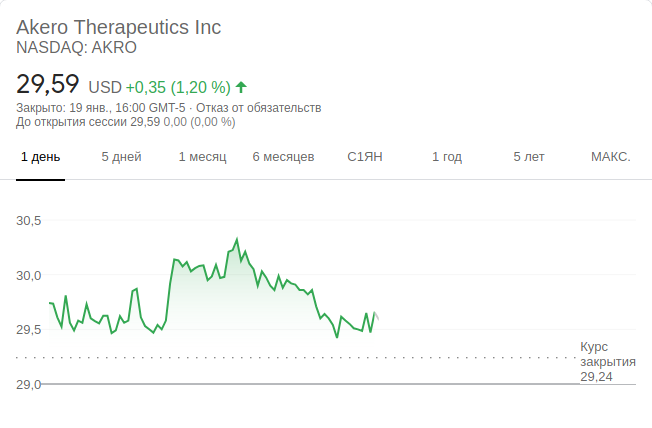 Akero Therapeutics Inc
NASDAQ: AKRO
29,59 USD +0,35 (1,20 %)
Закрыто: 19 янв., 16:00 GMT-5 · Отказ от обязательств
До открытия сессии 29,59 0,00 (0,00 %)
1 день 5 дней 1 месяц 6 месяцев С1ЯН 1 год 5 лет МАКС.
30,5
30,0
29,5
Курс
закрытия
29,24
29,0